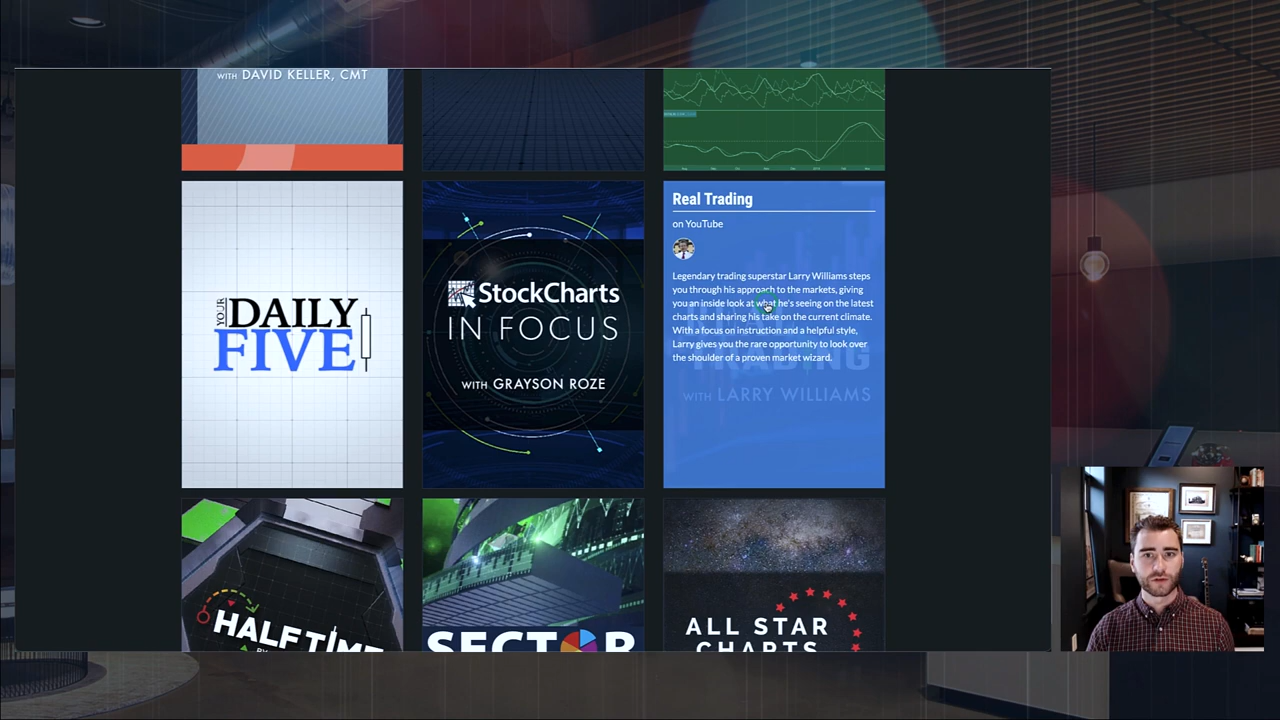 WITH DAVID KELLER, CMT
YOUR DAILY
FIVE
StockCharts
IN FOCUS
WITH GRAYSON ROZE
Real Trading
on YouTube
Legendary trading superstar Larry Williams steps
you through his approach to the markets, giving
you an inside look at what he's seeing on the latest
charts and sharing his take on the current climate.
With a focus on instruction and a helpful style,
Larry gives you the rare opportunity to look over
the shoulder of a proven market wizard.
TRADING
WITH LARRY WILLIAMS
HALFTIME
SECTOR
ALL STAR
CHARTS